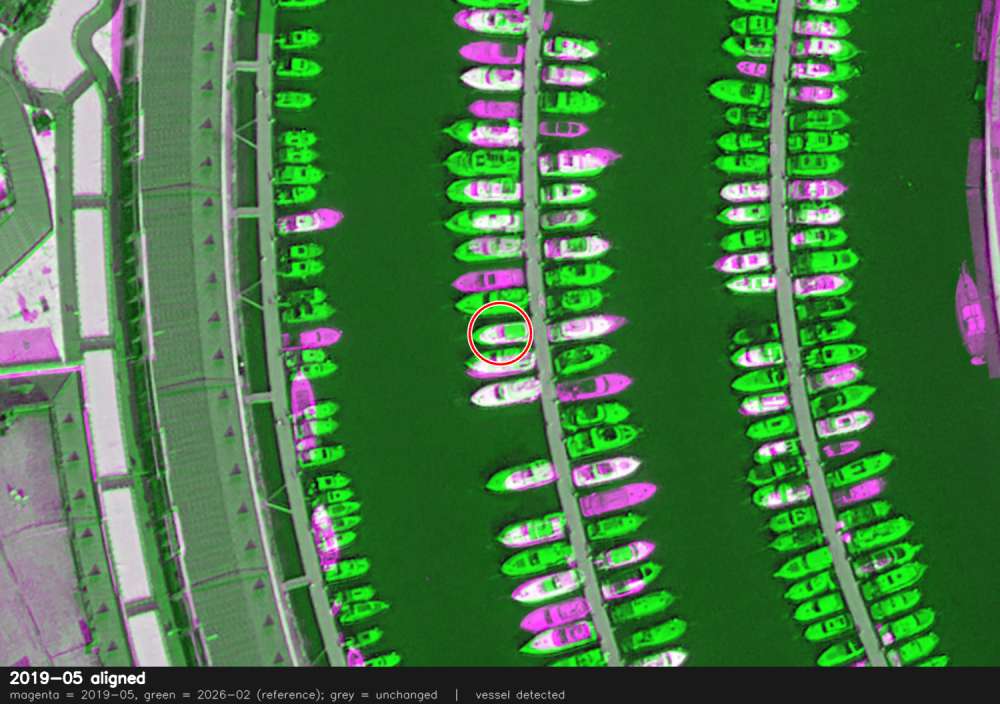 2019-05 aligned
magenta = 2019-05, green = 2026-02 (reference); grey = unchanged | vessel detected